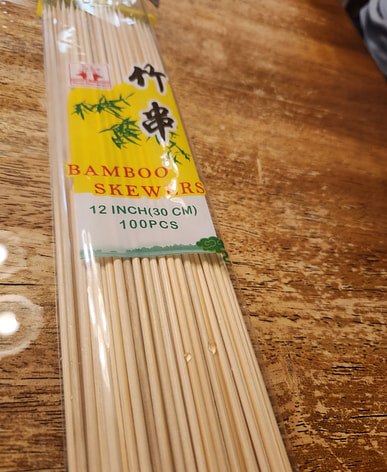 竹串
BAMBOO
SKEWERS
12 INCH(30 CM)
100PCS